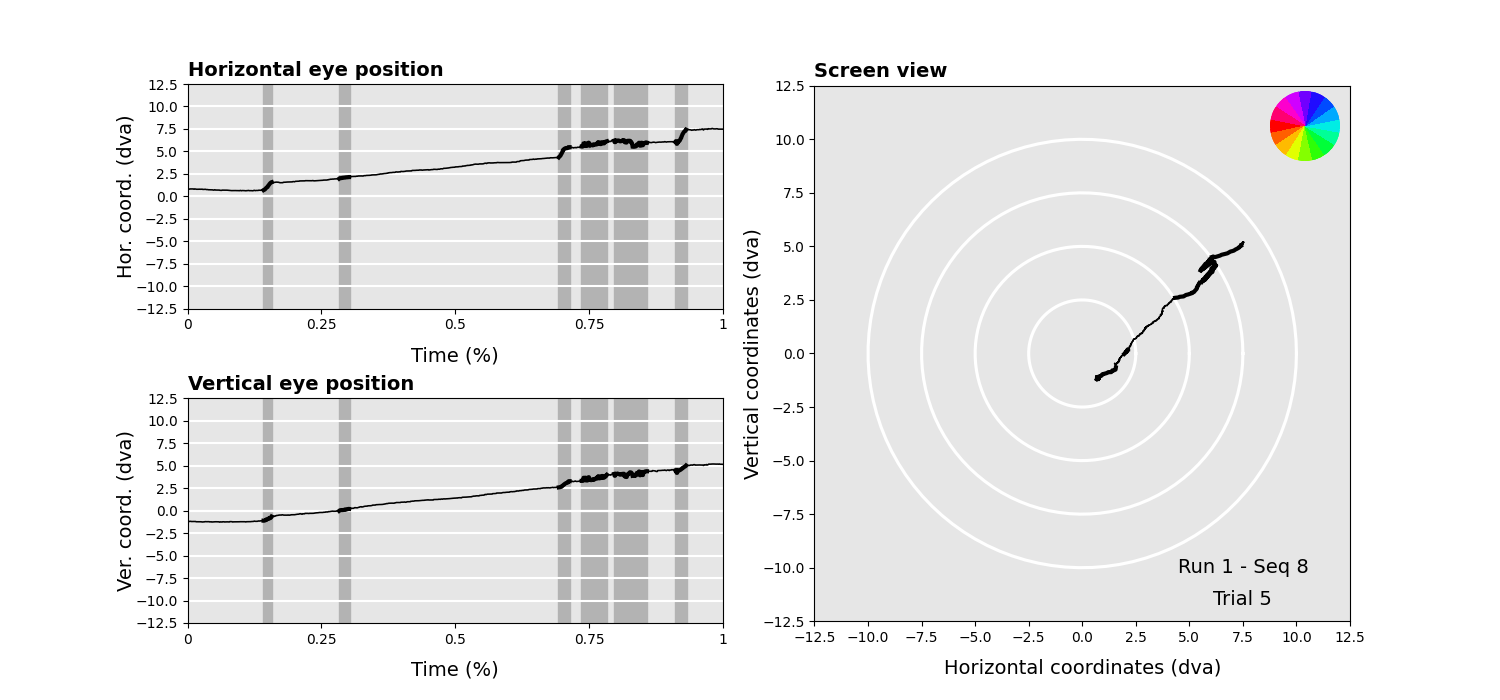 Horizontal eye position
12.5
10.0
7.5
5.0
2.5
0.0
−2.5
−5.0
−7.5
−10.0
−12.5
Hor. coord. (dva)
0 0.25 0.5 0.75 1
Time (%)
Vertical eye position
12.5
10.0
7.5
5.0
2.5
0.0
−2.5
−5.0
−7.5
−10.0
−12.5
Ver. coord. (dva)
0 0.25 0.5 0.75 1
Time (%)
Screen view
12.5
10.0
7.5
5.0
2.5
0.0
−2.5
−5.0
−7.5
−10.0
−12.5
Vertical coordinates (dva)
Run 1 - Seq 8
Trial 5
−12.5 −10.0 −7.5 −5.0 −2.5 0.0 2.5 5.0 7.5 10.0 12.5
Horizontal coordinates (dva)